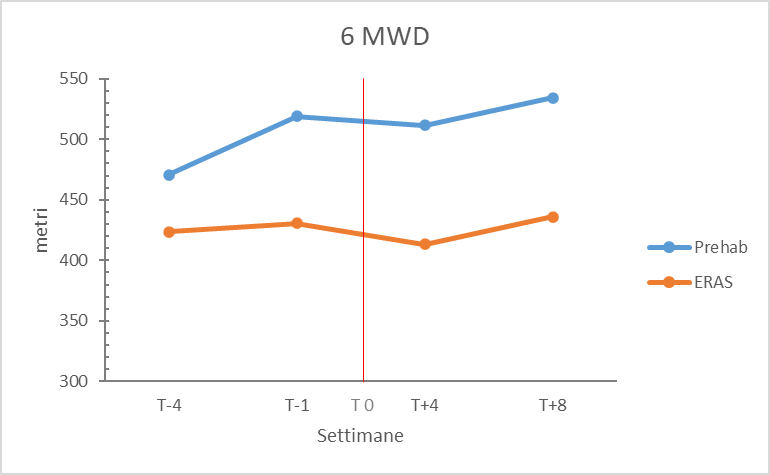 6 MWD
550
500
450
400
350
300
metri
T-4 T-1 T 0 T+4 T+8
Settimane
Prehab
ERAS